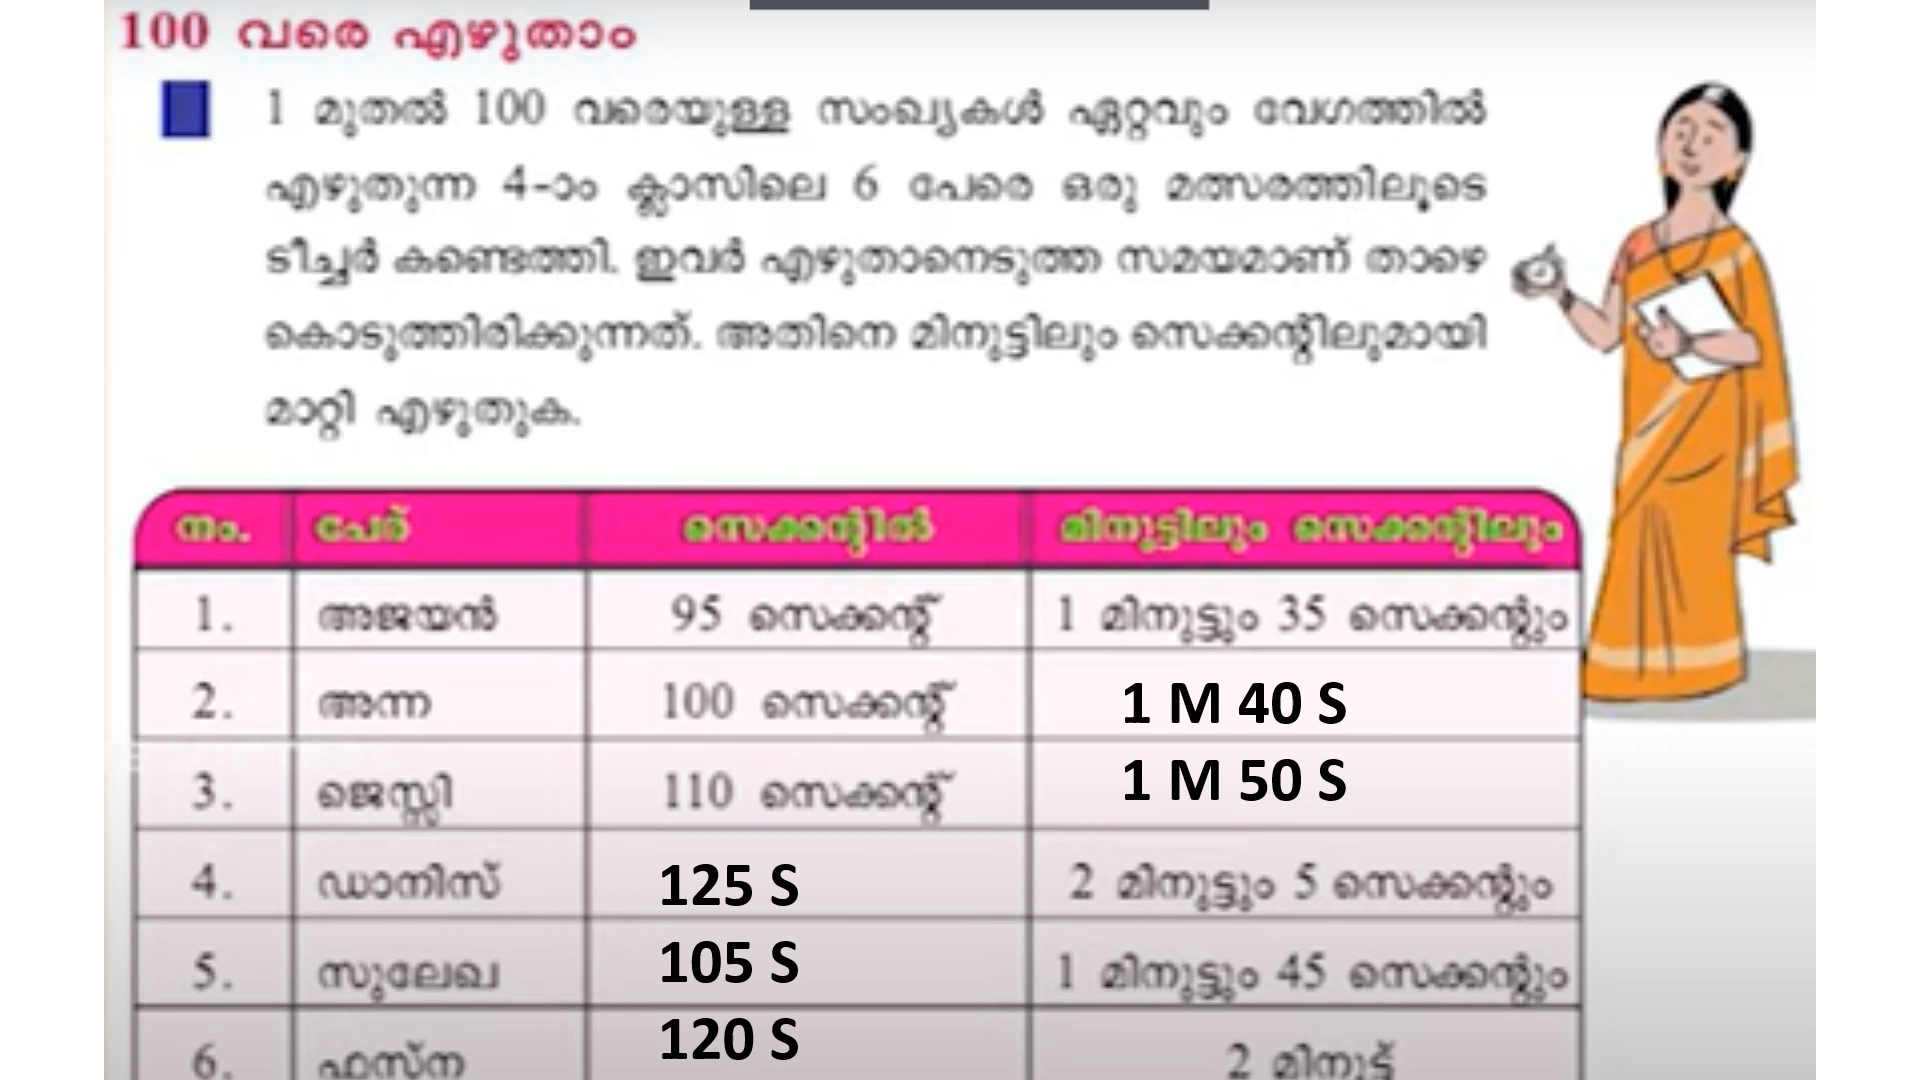 100 വരെ എഴുതാം
1 മുതൽ 100 വരെയുള്ള സംഖ്യകൾ ഏറ്റവും വേഗത്തിൽ
എഴുതുന്ന 4-ാം ക്ലാസിലെ 6 പേരെ ഒരു മത്സരത്തിലൂടെ
ടീച്ചർ കണ്ടെത്തി. ഇവർ എഴുതാനെടുത്ത സമയമാണ് താഴെ
കൊടുത്തിരിക്കുന്നത്. അതിനെ മിനുട്ടിലും സെക്കന്റിലുമായി
മാറ്റി എഴുതുക.
നം. പേര് സെക്കന്റിൽ മിനുട്ടിലും സെക്കന്റിലും
1. അജയൻ 95 സെക്കന്റ് 1 മിനുട്ടും 35 സെക്കന്റും
2. അന്ന 100 സെക്കന്റ് 1 M 40 S
3. ജെസ്സി 110 സെക്കന്റ് 1 M 50 S
4. ഡാനിസ് 125 S 2 മിനുട്ടും 5 സെക്കന്റും
5. സുലേഖ 105 S 1 മിനുട്ടും 45 സെക്കന്റും
6. ഫസ്ന 120 S 2 മിനുട്ട്